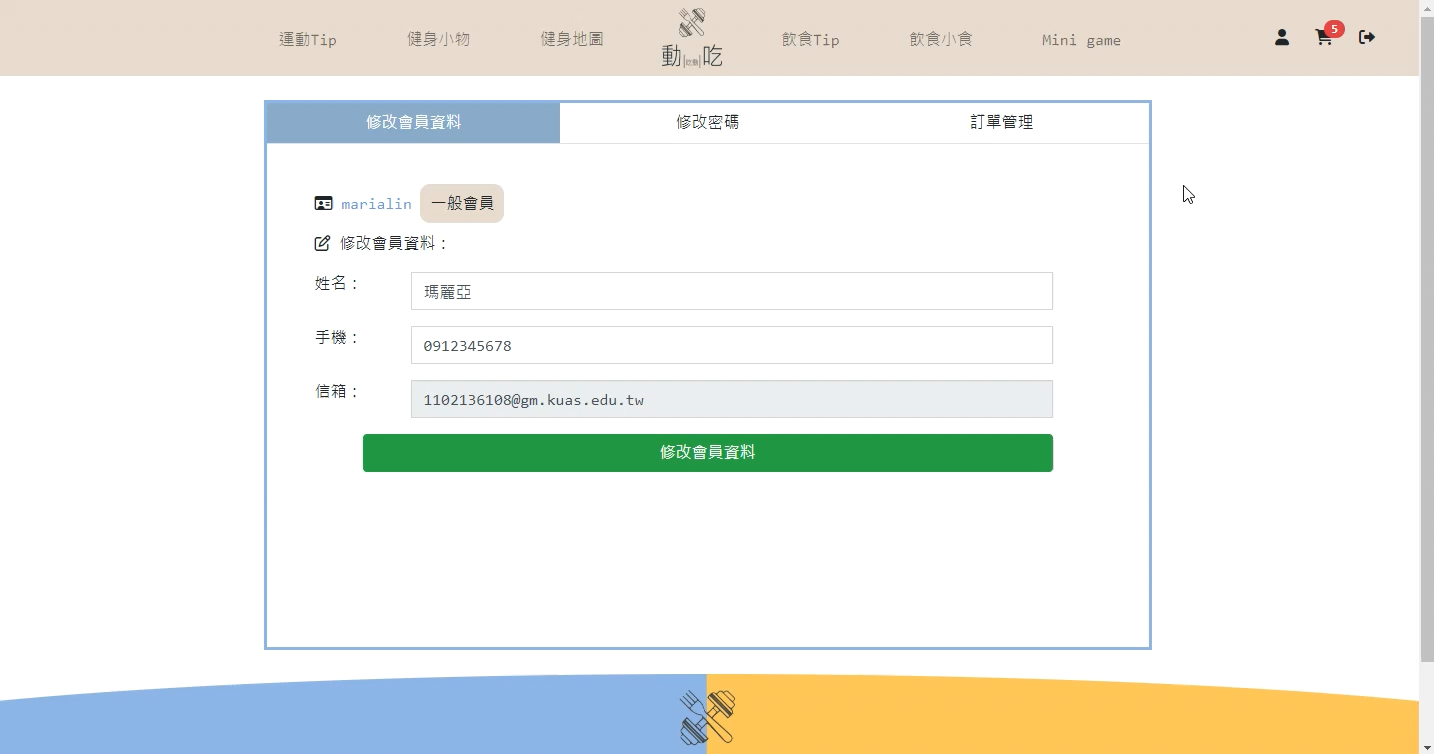 運動Tip
健身小物
健身地圖
動 吃
飲食Tip
飲食小食
Mini game
5
修改會員資料
修改密碼
訂單管理
marialin 一般會員
修改會員資料：
姓名： 瑪麗亞
手機： 0912345678
信箱： 1102136108@gm.kuas.edu.tw
修改會員資料